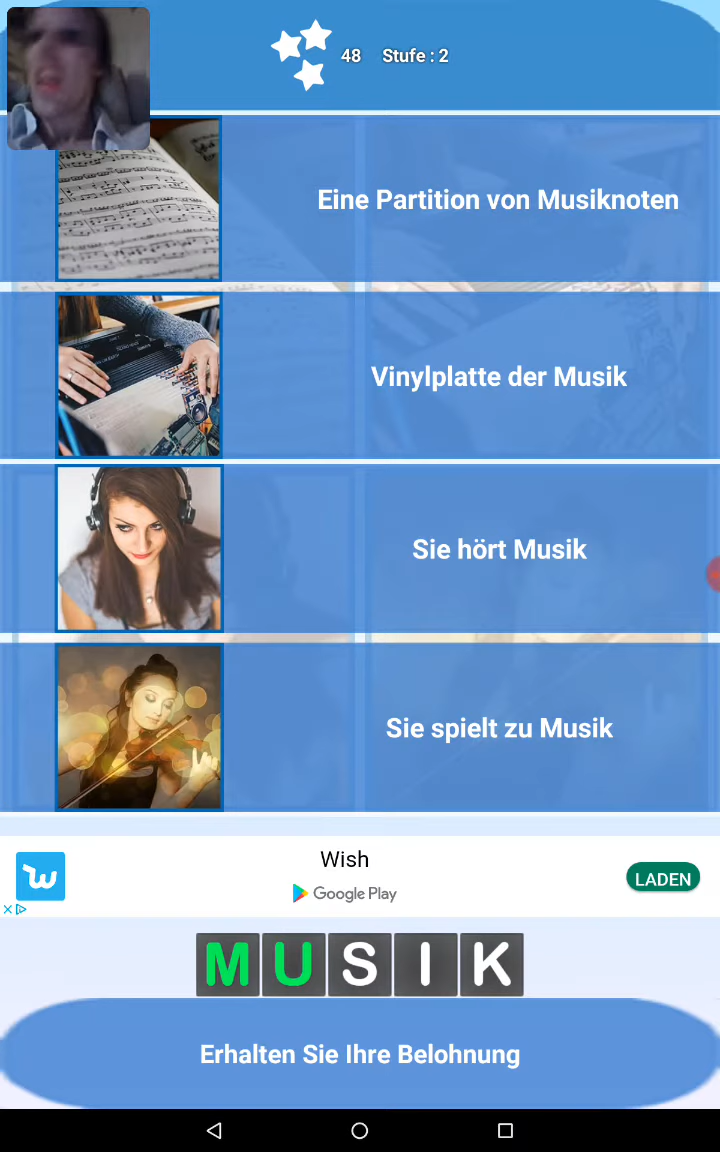 48 Stufe : 2
Eine Partition von Musiknoten
Vinylplatte der Musik
Sie hört Musik
Sie spielt zu Musik
Wish
Google Play
LADEN
MUSIK
Erhalten Sie Ihre Belohnung